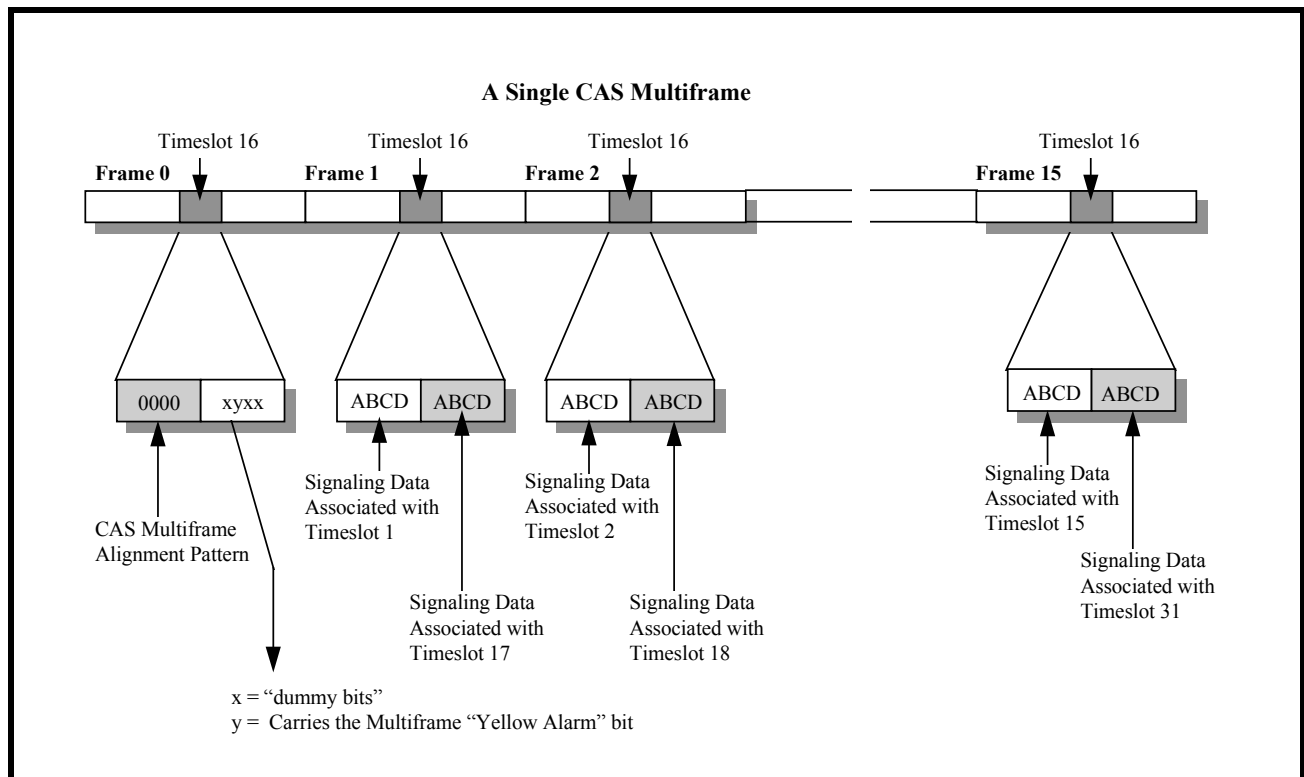 A Single CAS Multiframe
Timeslot 16
Timeslot 16
Timeslot 16
Timeslot 16
Frame 0
Frame 1
Frame 2
Frame 15
0000
xyxx
ABCD
ABCD
ABCD
ABCD
ABCD
ABCD
CAS Multiframe
Alignment Pattern
Signaling Data
Associated with
Timeslot 1
Signaling Data
Associated with
Timeslot 17
Signaling Data
Associated with
Timeslot 2
Signaling Data
Associated with
Timeslot 18
Signaling Data
Associated with
Timeslot 15
Signaling Data
Associated with
Timeslot 31
x = “dummy bits”
y = Carries the Multiframe “Yellow Alarm” bit